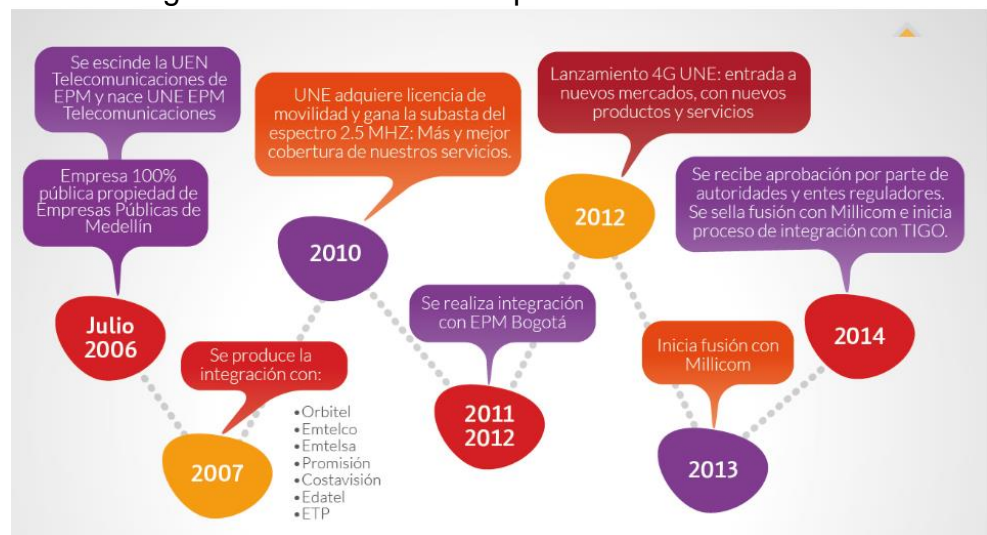 Se escinde la UEN
Telecomunicaciones de
EPM y nace UNE EPM
Telecomunicaciones
Empresa 100%
pública propiedad de
Empresas Públicas de
Medellín
Julio
2006
Se produce la
integración con:
•Orbitel
•Emtelco
•Emtelsa
•Promisión
•Costavisión
•Edatel
•ETP
2007
UNE adquiere licencia de
movilidad y gana la subasta del
espectro 2.5 MHZ: Más y mejor
cobertura de nuestros servicios.
2010
Se realiza integración
con EPM Bogotá
2011
2012
Lanzamiento 4G UNE: entrada a
nuevos mercados, con nuevos
productos y servicios
2012
Inicia fusión con
Millicom
2013
Se recibe aprobación por parte de
autoridades y entes reguladores.
Se sella fusión con Millicom e inicia
proceso de integración con TIGO.
2014